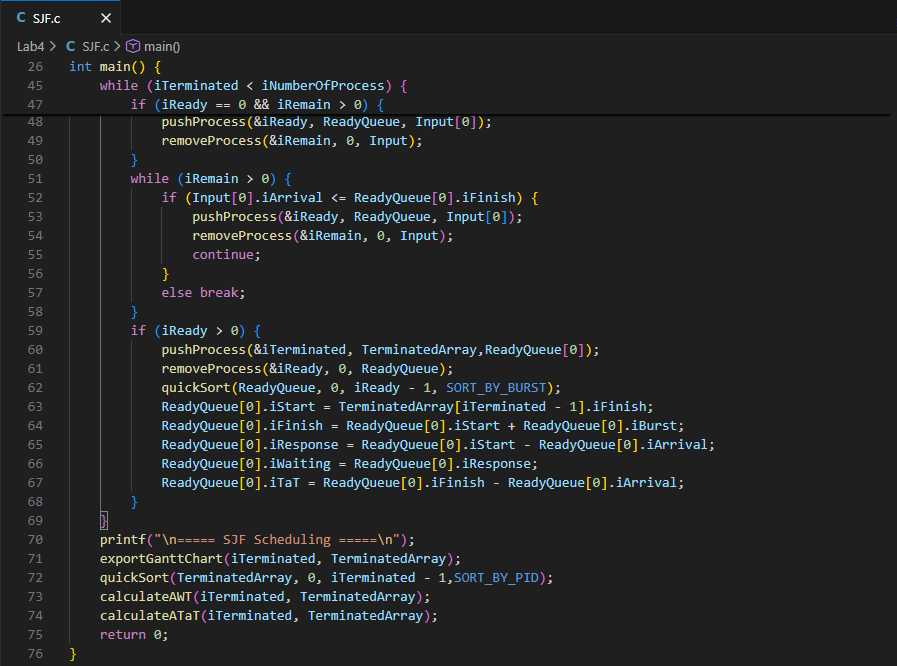 C SJF.c ×
Lab4 > C SJF.c > main()
26 int main() {
45 while (iTerminated < iNumberOfProcess) {
47 if (iReady == 0 && iRemain > 0) {
48 pushProcess(&iReady, ReadyQueue, Input[0]);
49 removeProcess(&iRemain, 0, Input);
50 }
51 while (iRemain > 0) {
52 if (Input[0].iArrival <= ReadyQueue[0].iFinish) {
53 pushProcess(&iReady, ReadyQueue, Input[0]);
54 removeProcess(&iRemain, 0, Input);
55 continue;
56 }
57 else break;
58 }
59 if (iReady > 0) {
60 pushProcess(&iTerminated, TerminatedArray,ReadyQueue[0]);
61 removeProcess(&iReady, 0, ReadyQueue);
62 quickSort(ReadyQueue, 0, iReady - 1, SORT_BY_BURST);
63 ReadyQueue[0].iStart = TerminatedArray[iTerminated - 1].iFinish;
64 ReadyQueue[0].iFinish = ReadyQueue[0].iStart + ReadyQueue[0].iBurst;
65 ReadyQueue[0].iResponse = ReadyQueue[0].iStart - ReadyQueue[0].iArrival;
66 ReadyQueue[0].iWaiting = ReadyQueue[0].iResponse;
67 ReadyQueue[0].iTaT = ReadyQueue[0].iFinish - ReadyQueue[0].iArrival;
68 }
69 }
70 printf("\n===== SJF Scheduling =====\n");
71 exportGanttChart(iTerminated, TerminatedArray);
72 quickSort(TerminatedArray, 0, iTerminated - 1,SORT_BY_PID);
73 calculateAWT(iTerminated, TerminatedArray);
74 calculateATaT(iTerminated, TerminatedArray);
75 return 0;
76 }